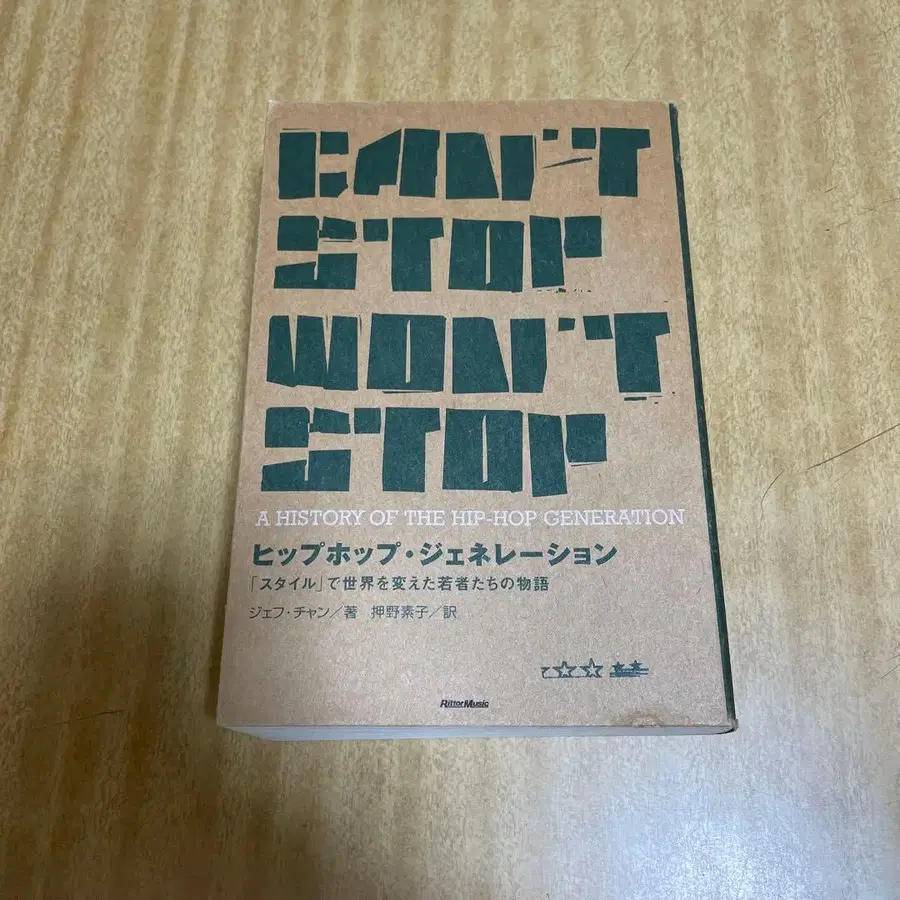 CAN'T
STOP
WON'T
STOP
A HISTORY OF THE HIP-HOP GENERATION
ヒップホップ・ジェネレーション
「スタイル」で世界を変えた若者たちの物語
ジェフ・チャン／著 押野素子／訳
RittorMusic